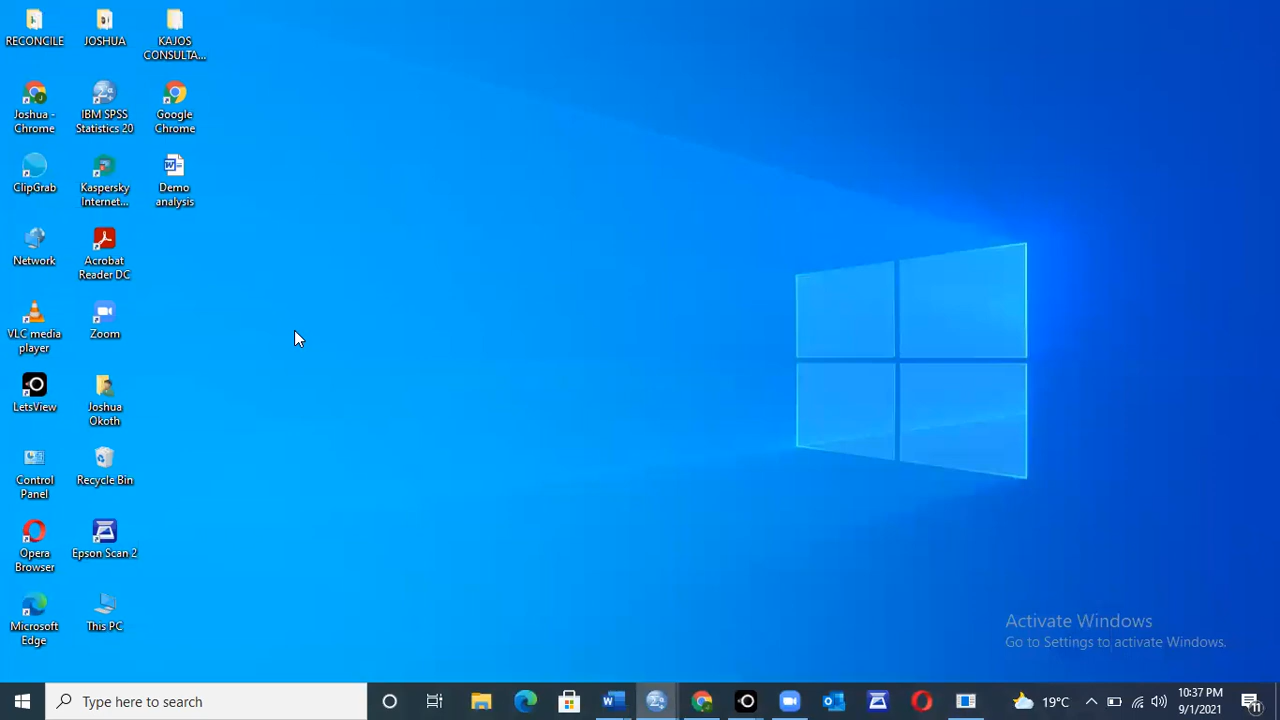 RECONCILE
JOSHUA
KAJOS
CONSULTA...
Joshua -
Chrome
IBM SPSS
Statistics 20
Google
Chrome
ClipGrab
Kaspersky
Internet...
Demo
analysis
Network
Acrobat
Reader DC
VLC media
player
Zoom
LetsView
Joshua
Okoth
Control
Panel
Recycle Bin
Opera
Browser
Epson Scan 2
Microsoft
Edge
This PC
Activate Windows
Go to Settings to activate Windows.
Type here to search
19°C
10:37 PM
9/1/2021
11